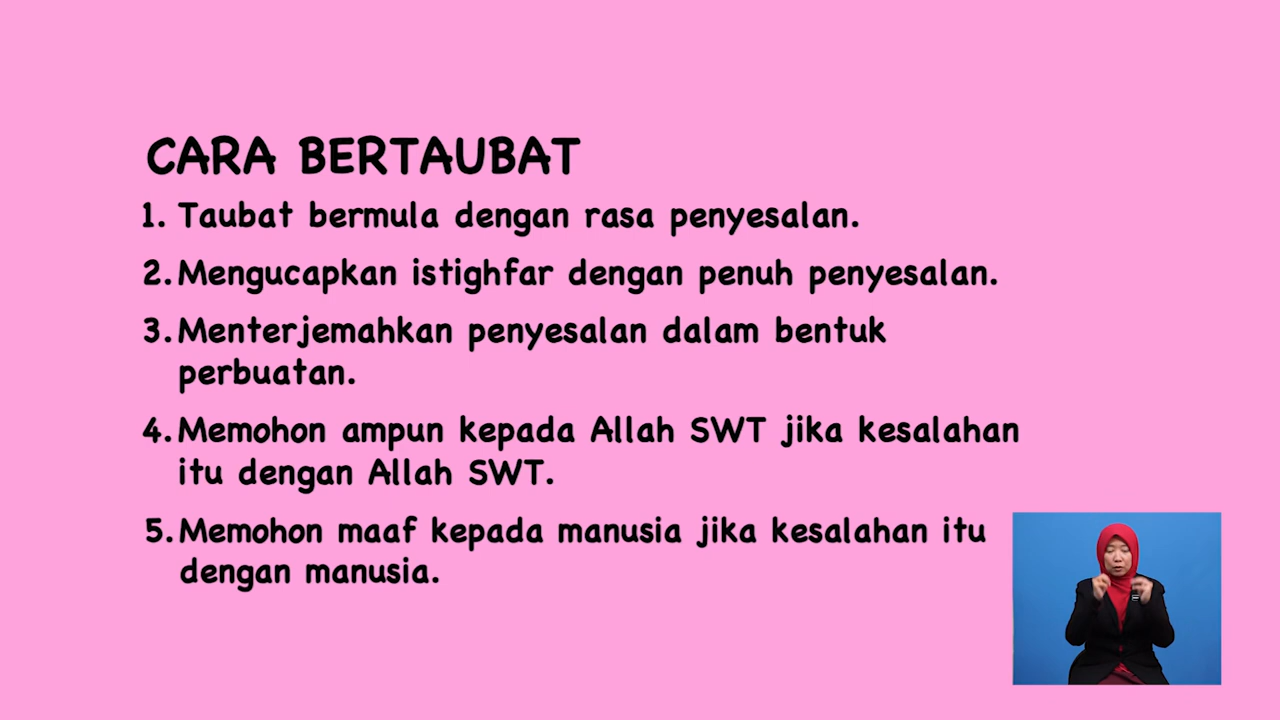 CARA BERTAUBAT
1. Taubat bermula dengan rasa penyesalan.
2. Mengucapkan istighfar dengan penuh penyesalan.
3. Menterjemahkan penyesalan dalam bentuk
perbuatan.
4. Memohon ampun kepada Allah SWT jika kesalahan
itu dengan Allah SWT.
5. Memohon maaf kepada manusia jika kesalahan itu
dengan manusia.